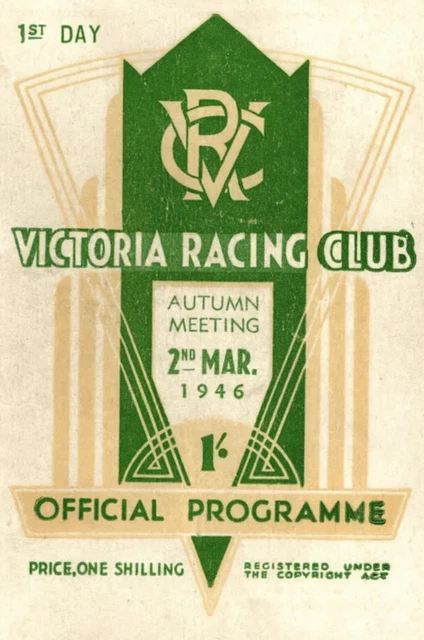 1ST DAY
VRC
VICTORIA RACING CLUB
AUTUMN
MEETING
2ND MAR.
1946
1/6
OFFICIAL PROGRAMME
PRICE, ONE SHILLING
REGISTERED UNDER
THE COPYRIGHT ACT